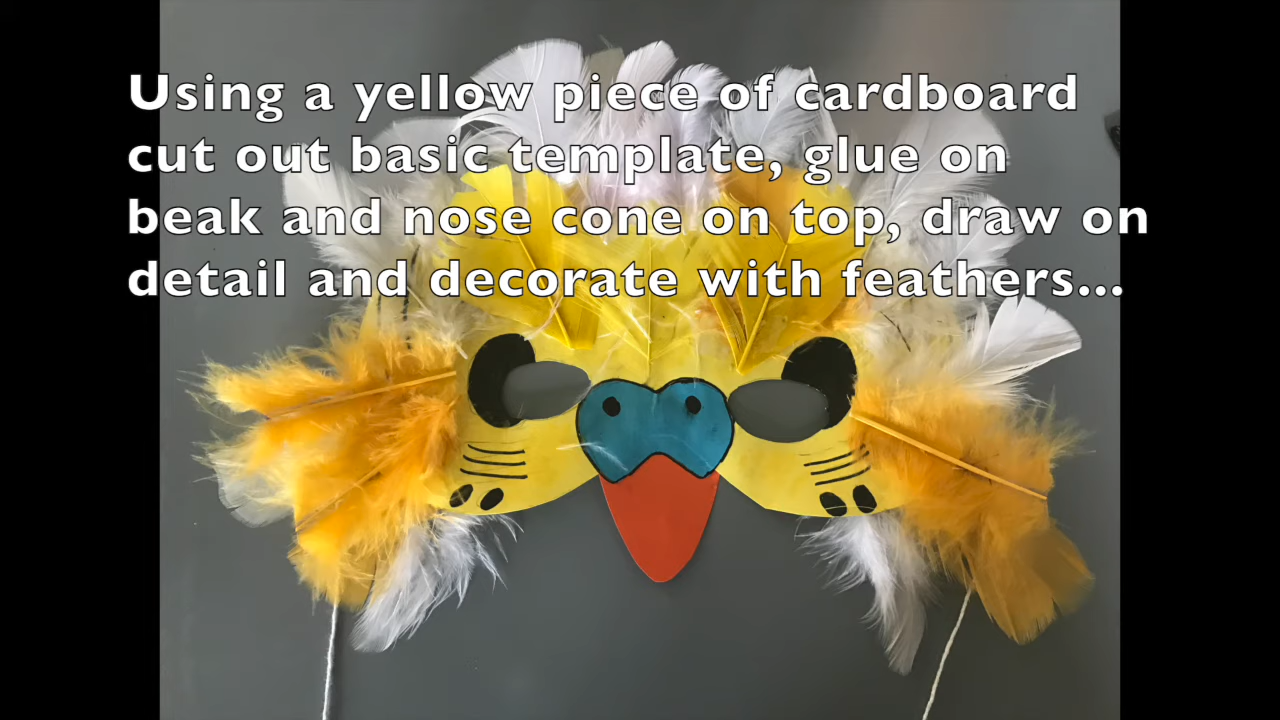 Using a yellow piece of cardboard
cut out basic template, glue on
beak and nose cone on top, draw on
detail and decorate with feathers...